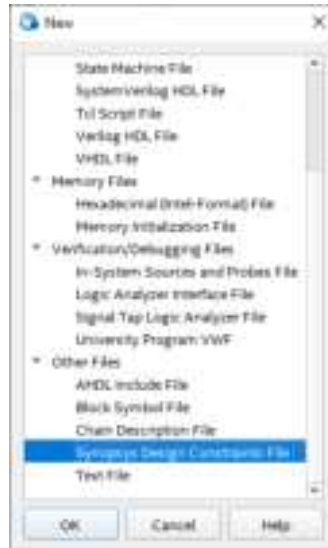 New
State Machine File
SystemVerilog HDL File
Tcl Script File
Verilog HDL File
VHDL File
Memory Files
Hexadecimal (Intel-Format) File
Memory Initialization File
Verification/Debugging Files
In-System Sources and Probes File
Logic Analyzer Interface File
Signal Tap Logic Analyzer File
University Program VWF
Other Files
AHDL Include File
Block Symbol File
Chain Description File
Synopsys Design Constraints File
Text File
OK Cancel Help